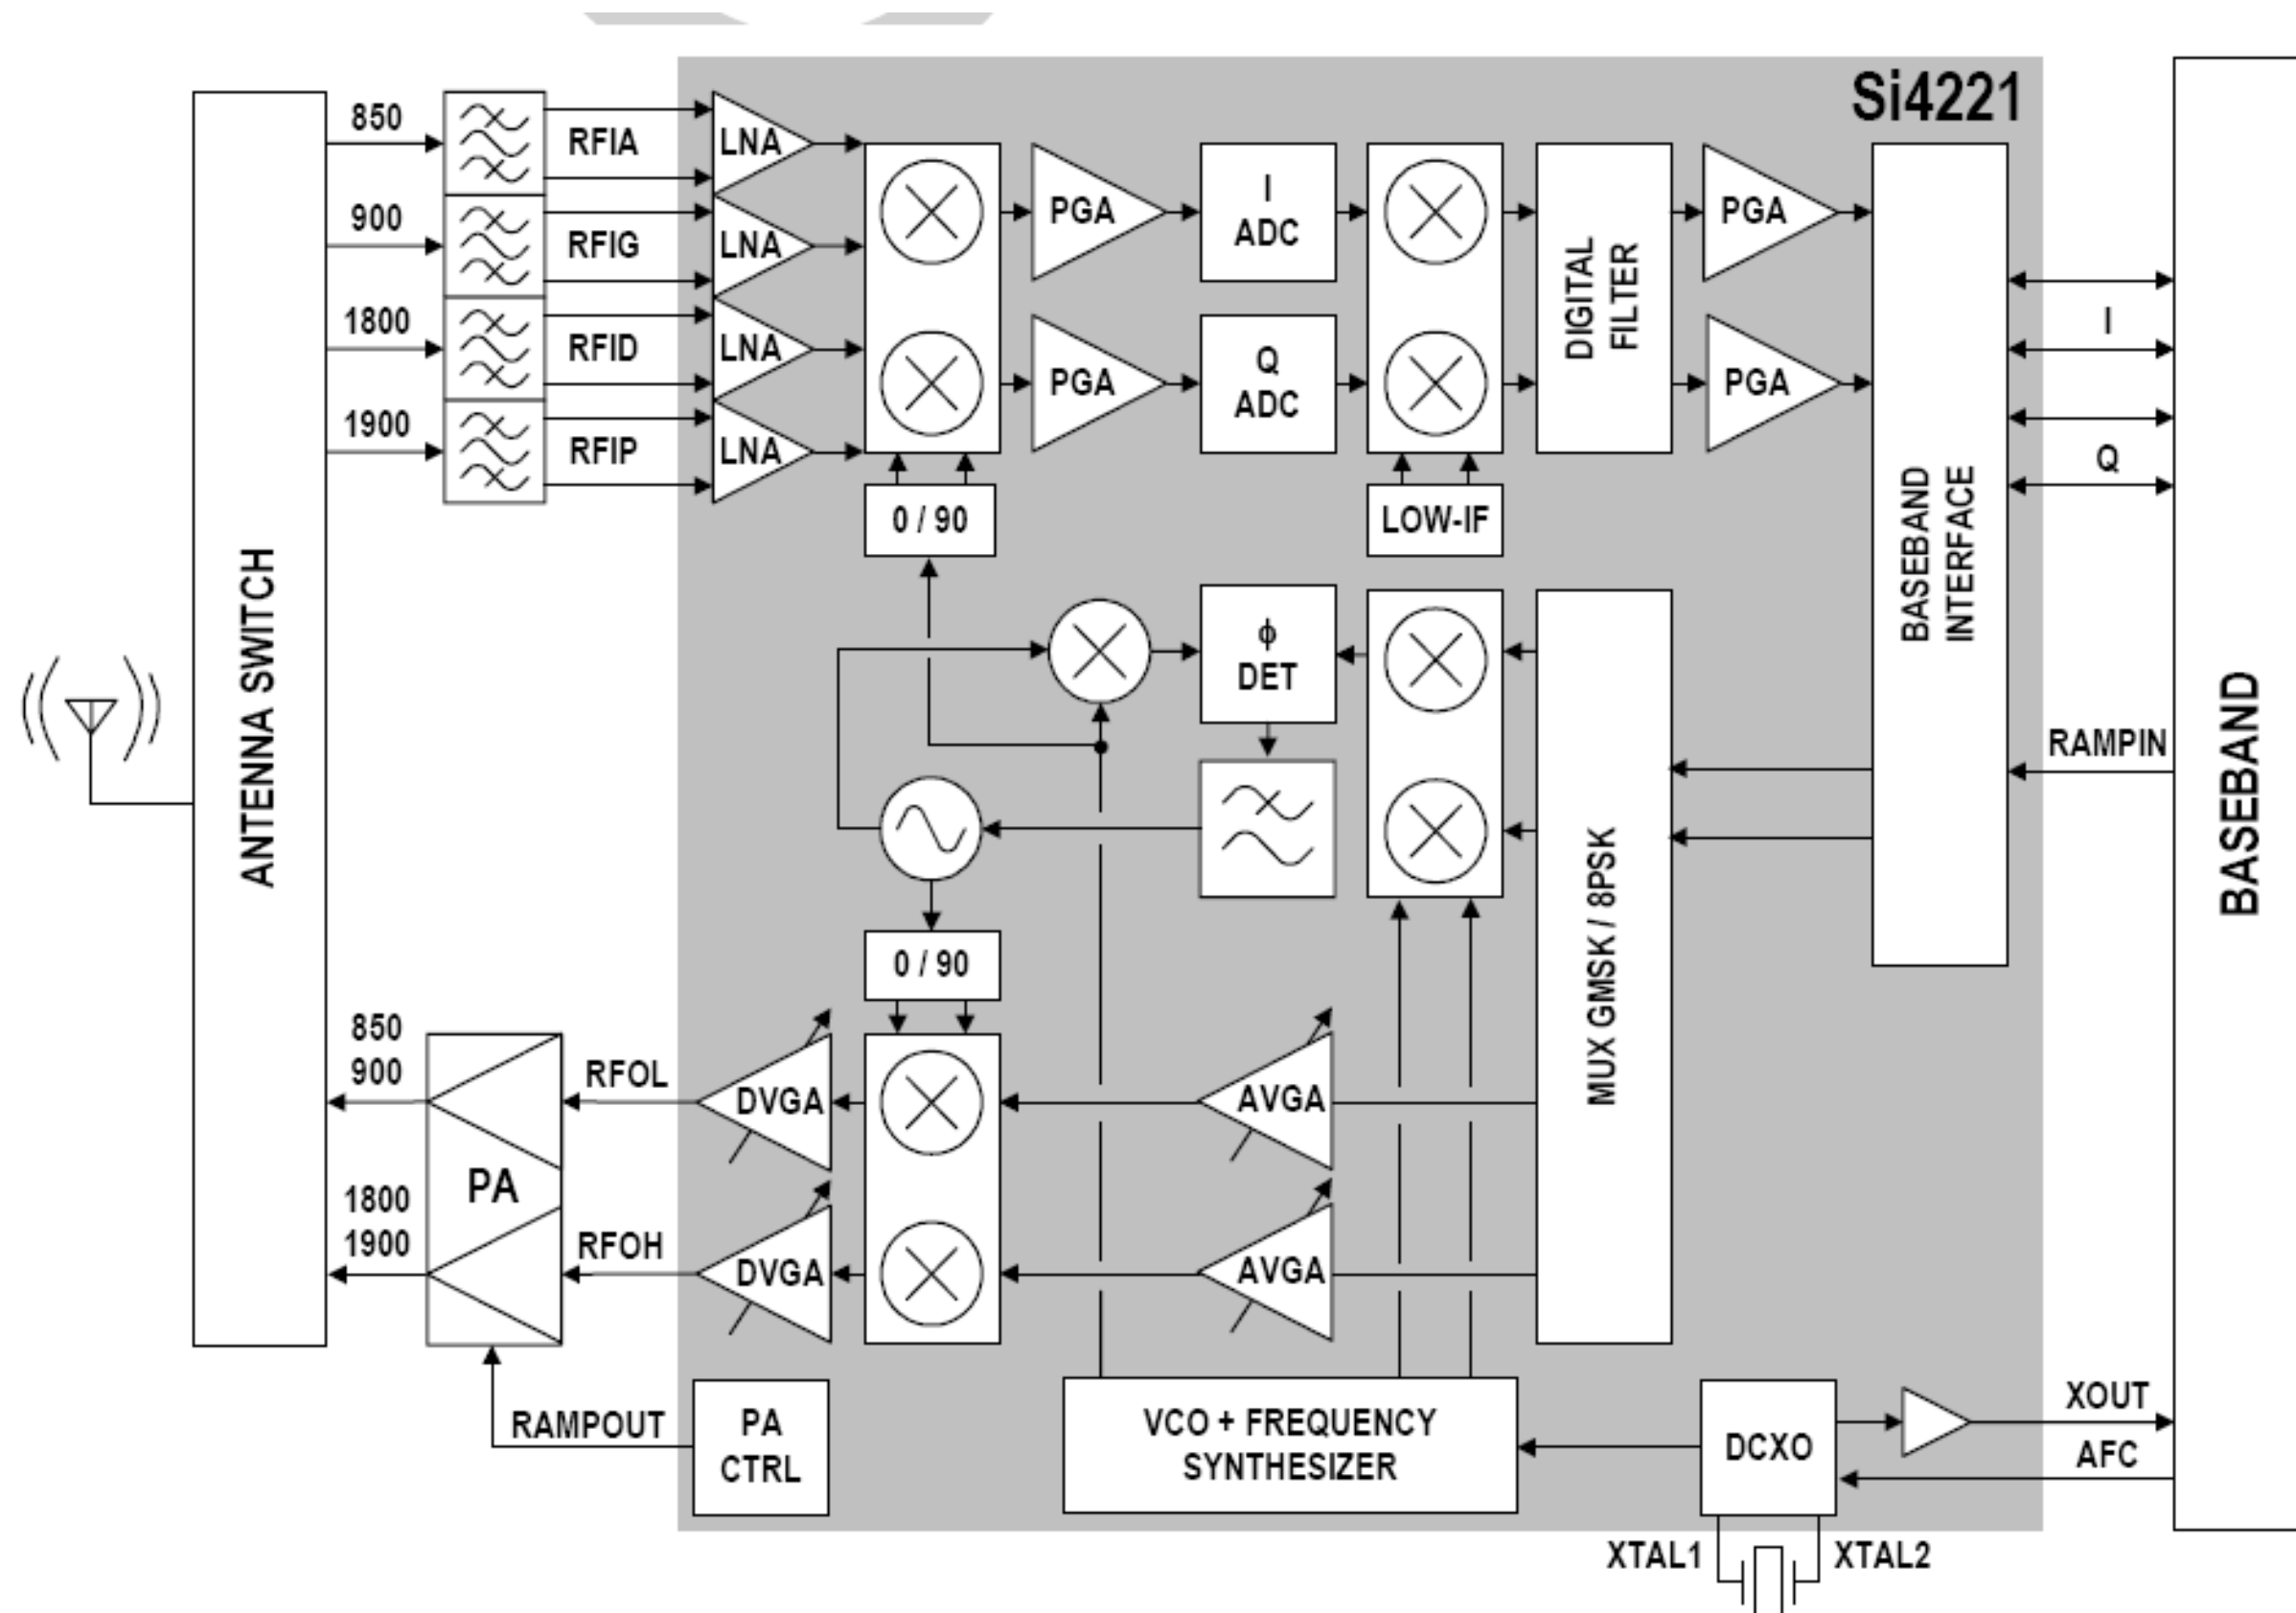 Si4221
850
900
1800
1900
RFIA
RFIG
RFID
RFIP
LNA
LNA
LNA
LNA
PGA
PGA
I
ADC
Q
ADC
DIGITAL
FILTER
PGA
PGA
0 / 90
LOW-IF
BASEBAND
INTERFACE
I
Q
ANTENNA SWITCH
ϕ
DET
MUX GMSK / 8PSK
RAMPIN
BASEBAND
0 / 90
850
900
1800
1900
PA
RFOL
RFOH
DVGA
DVGA
AVGA
AVGA
RAMPOUT
PA
CTRL
VCO + FREQUENCY
SYNTHESIZER
DCXO
XOUT
AFC
XTAL1
XTAL2